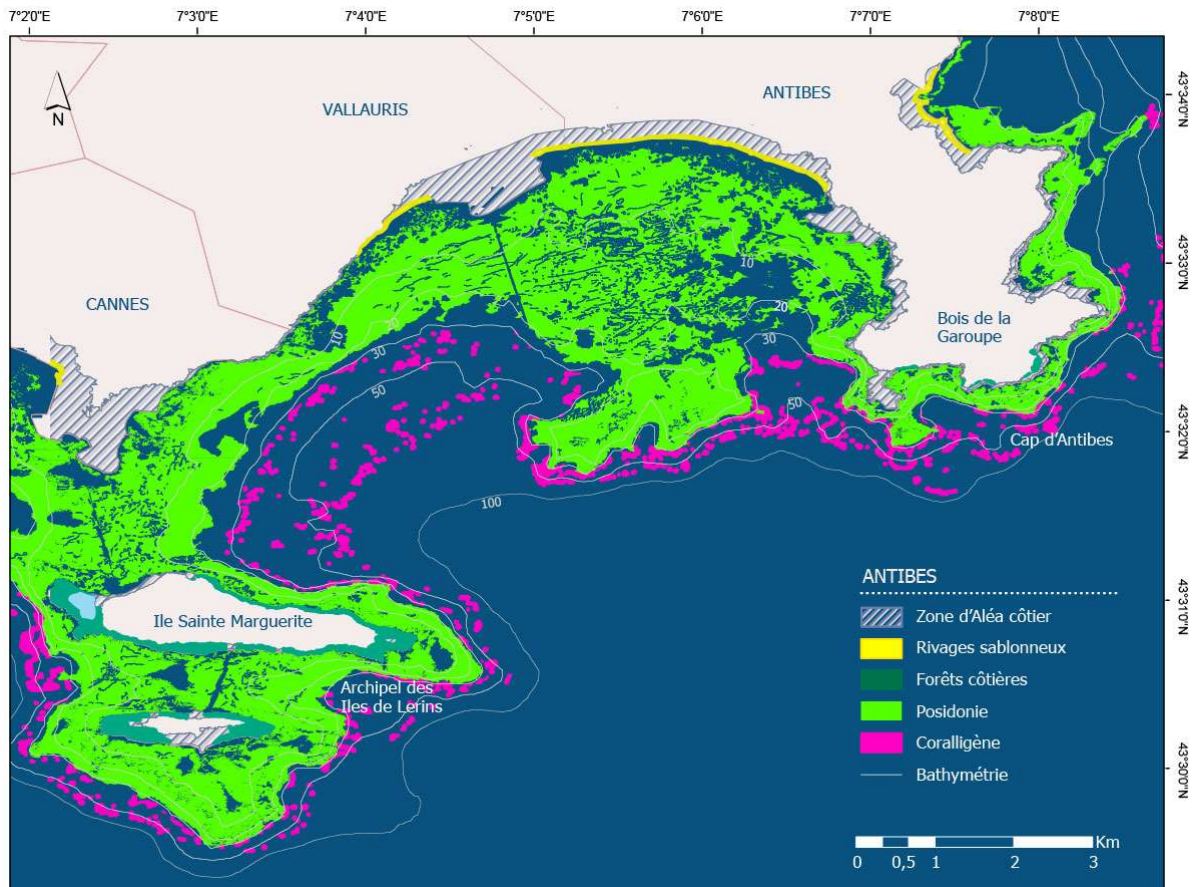 7°2'0"E
7°3'0"E
7°4'0"E
7°5'0"E
7°6'0"E
7°7'0"E
7°8'0"E
N
VALLAURIS
ANTIBES
43°34'0"N
43°33'0"N
CANNES
10
20
30
50
10
20
30
50
Bois de la
Garoupe
43°32'0"N
Cap d'Antibes
100
43°31'0"N
Ile Sainte Marguerite
Archipel des
Iles de Lerins
43°30'0"N
ANTIBES
Zone d'Aléa côtier
Rivages sablonneux
Forêts côtières
Posidonie
Coralligène
Bathymétrie
Km
0 0,5 1 2 3